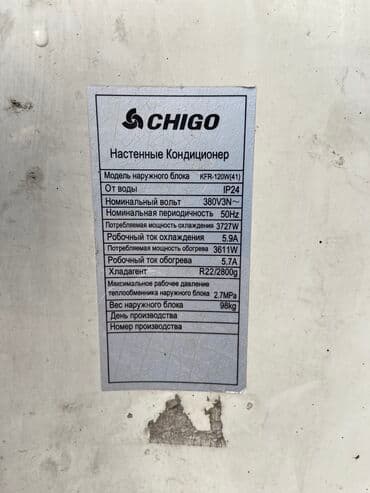 CHIGO
Настенные Кондиционер
Модель наружного блока KFR-120W(41)
От воды IP24
Номинальный вольт 380V3N~
Номинальная периодичность 50Hz
Потребляемая мощность охлаждения 3727W
Робочный ток охлаждения 5.9A
Потребляемая мощность обогрева 3611W
Робочный ток обогрева 5.7A
Хладагент R22/2800g
Максимальное рабочее давление
теплообменника наружного блока 2.7MPa
Вес наружного блока 98kg
День производства
Номер производства